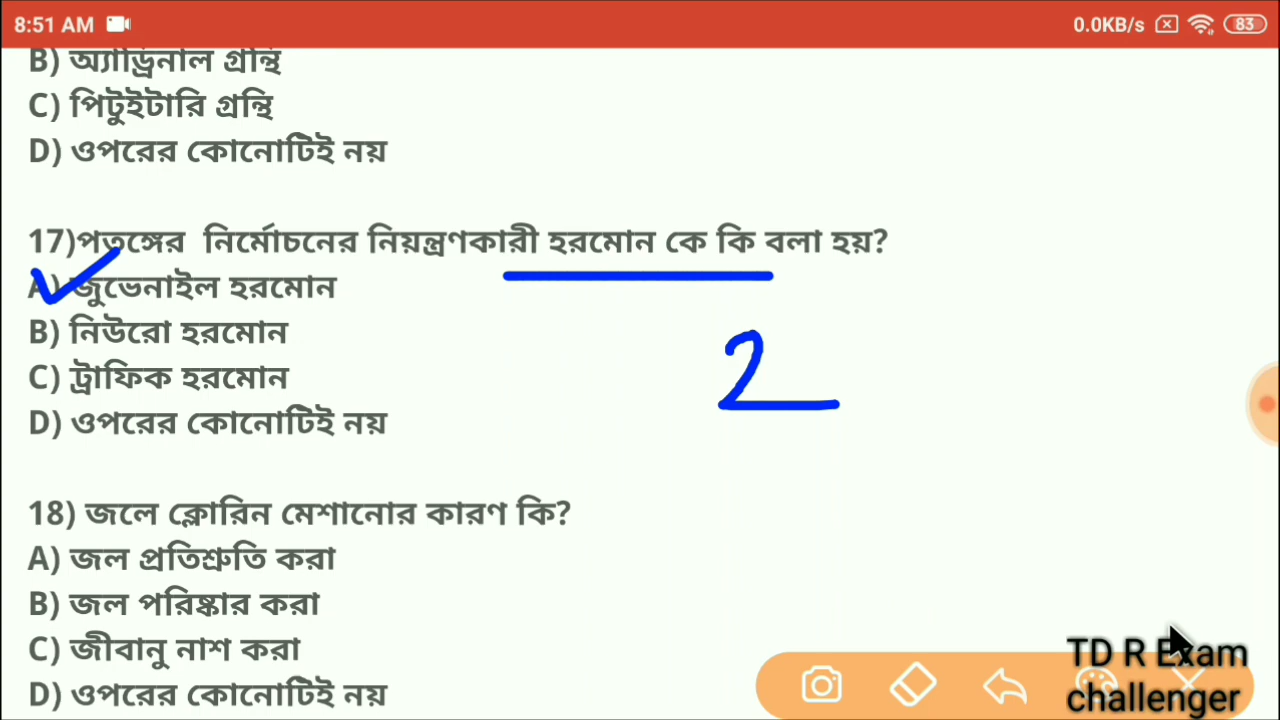 8:51 AM
0.0KB/s 83
B) অ্যাড্রিনাল গ্রন্থি
C) পিটুইটারি গ্রন্থি
D) ওপরের কোনোটিই নয়
17)পতঙ্গের নির্মোচনের নিয়ন্ত্রণকারী হরমোন কে কি বলা হয়?
A) জুভেনাইল হরমোন
B) নিউরো হরমোন
C) ট্রাফিক হরমোন
D) ওপরের কোনোটিই নয়
2
18) জলে ক্লোরিন মেশানোর কারণ কি?
A) জল প্রতিশ্রুতি করা
B) জল পরিষ্কার করা
C) জীবানু নাশ করা
D) ওপরের কোনোটিই নয়
TD R Exam
challenger